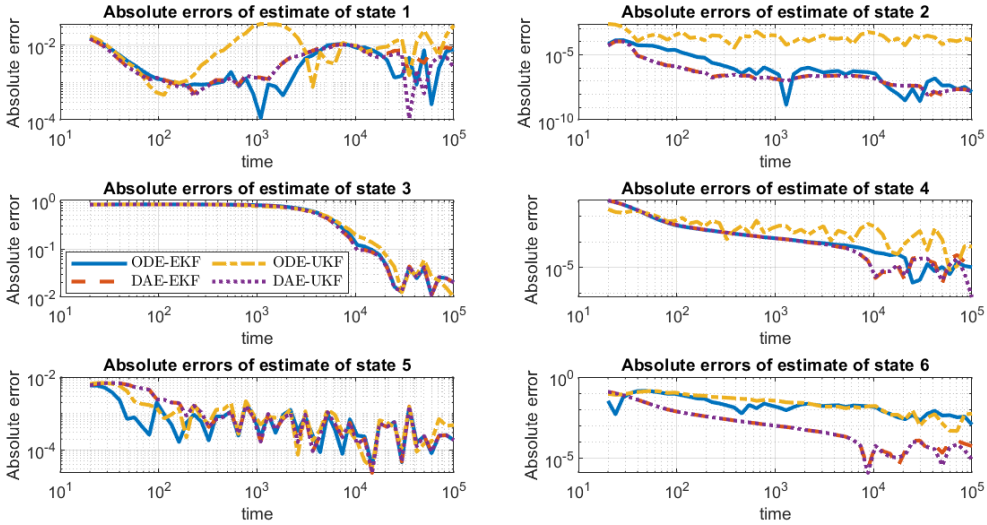 Absolute errors of estimate of state 1
Absolute error
10^-2
10^-4
10^1 10^2 10^3 10^4 10^5
time
Absolute errors of estimate of state 2
Absolute error
10^-5
10^-10
10^1 10^2 10^3 10^4 10^5
time
Absolute errors of estimate of state 3
Absolute error
10^0
10^-1
10^-2
ODE-EKF ODE-UKF
DAE-EKF DAE-UKF
10^1 10^2 10^3 10^4 10^5
time
Absolute errors of estimate of state 4
Absolute error
10^-5
10^1 10^2 10^3 10^4 10^5
time
Absolute errors of estimate of state 5
Absolute error
10^-2
10^-4
10^1 10^2 10^3 10^4 10^5
time
Absolute errors of estimate of state 6
Absolute error
10^0
10^-5
10^1 10^2 10^3 10^4 10^5
time